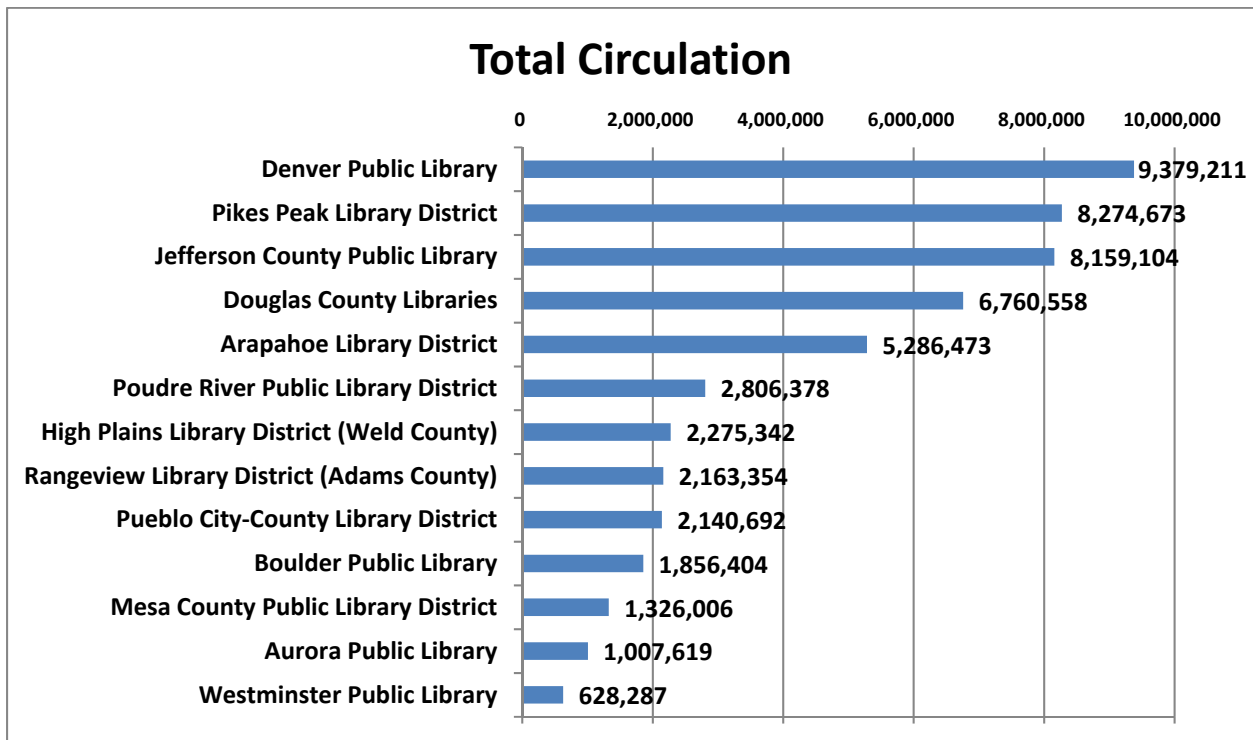 Total Circulation
0 2,000,000 4,000,000 6,000,000 8,000,000 10,000,000
Denver Public Library 9,379,211
Pikes Peak Library District 8,274,673
Jefferson County Public Library 8,159,104
Douglas County Libraries 6,760,558
Arapahoe Library District 5,286,473
Poudre River Public Library District 2,806,378
High Plains Library District (Weld County) 2,275,342
Rangeview Library District (Adams County) 2,163,354
Pueblo City-County Library District 2,140,692
Boulder Public Library 1,856,404
Mesa County Public Library District 1,326,006
Aurora Public Library 1,007,619
Westminster Public Library 628,287